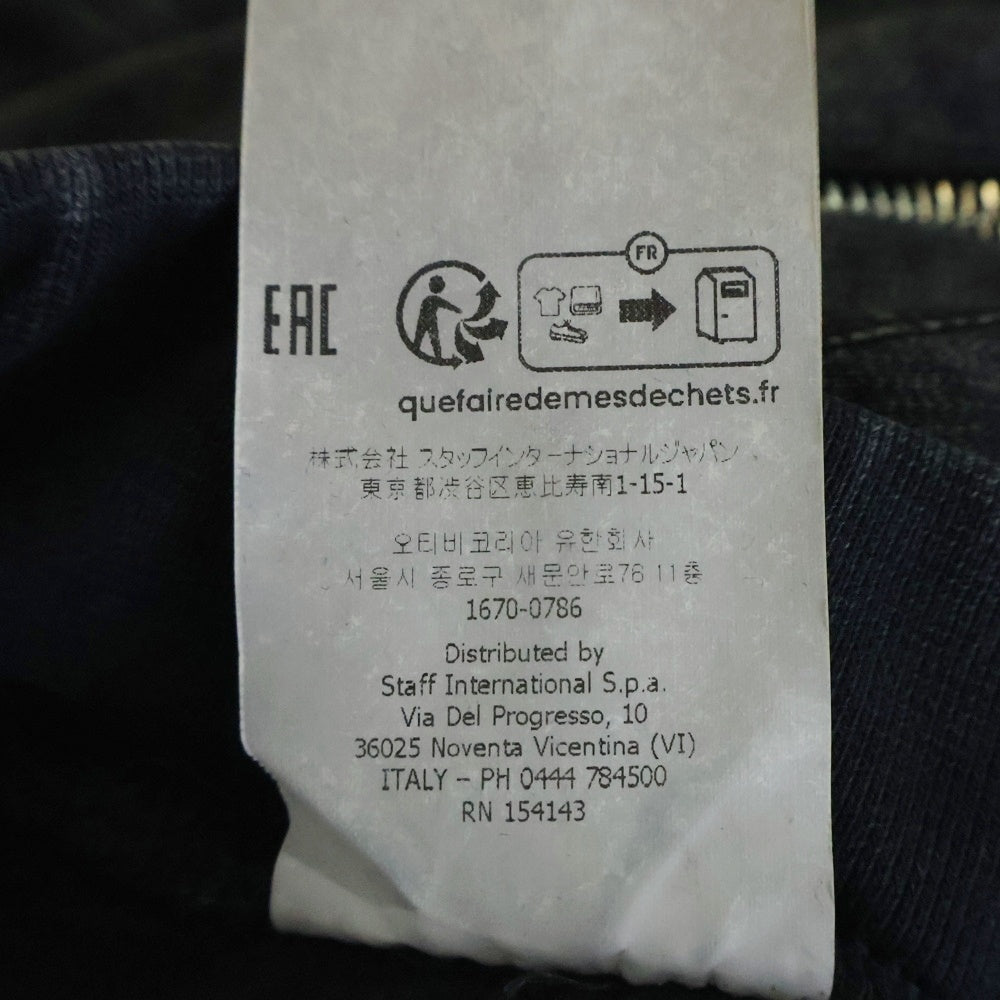 FR
EAC
quefairedemesdechets.fr
株式会社 スタッフインターナショナルジャパン
東京都渋谷区恵比寿南1-15-1
오티비코리아 유한회사
서울시 종로구 새문안로76 11층
1670-0786
Distributed by
Staff International S.p.a.
Via Del Progresso, 10
36025 Noventa Vicentina (VI)
ITALY - PH 0444 784500
RN 154143